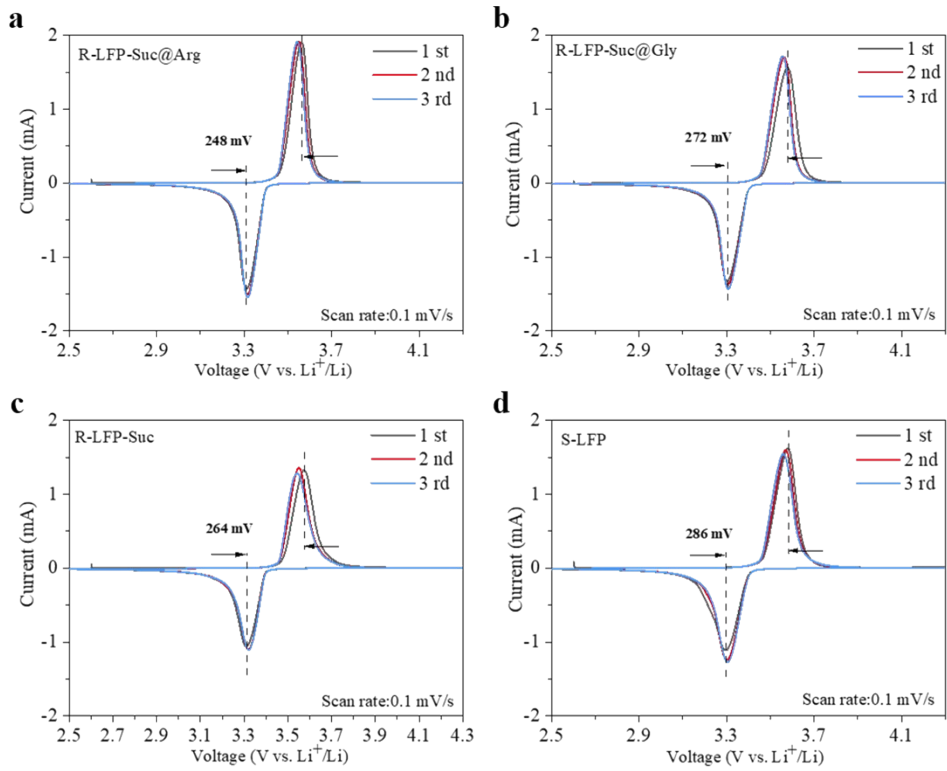 a
R-LFP-Suc@Arg
1 st
2 nd
3 rd
248 mV
Scan rate:0.1 mV/s
Current (mA)
2
1
0
-1
-2
2.5 2.9 3.3 3.7 4.1
Voltage (V vs. Li⁺/Li)
b
R-LFP-Suc@Gly
1 st
2 nd
3 rd
272 mV
Scan rate:0.1 mV/s
Current (mA)
2
1
0
-1
-2
2.5 2.9 3.3 3.7 4.1
Voltage (V vs. Li⁺/Li)
c
R-LFP-Suc
1 st
2 nd
3 rd
264 mV
Scan rate:0.1 mV/s
Current (mA)
2
1
0
-1
-2
2.5 2.9 3.3 3.7 3.9 4.1 4.3
Voltage (V vs. Li⁺/Li)
d
S-LFP
1 st
2 nd
3 rd
286 mV
Scan rate:0.1 mV/s
Current (mA)
2
1
0
-1
-2
2.5 2.9 3.3 3.7 4.1
Voltage (V vs. Li⁺/Li)